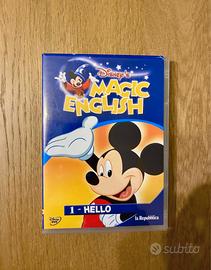 Disney's
MAGIC
ENGLISH
1 - HELLO
la Repubblica
subito